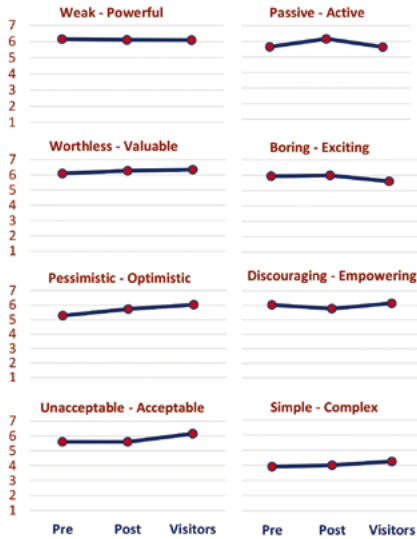 Weak - Powerful
Passive - Active
7
6
5
4
3
2
1
Worthless - Valuable
Boring - Exciting
7
6
5
4
3
2
1
Pessimistic - Optimistic
Discouraging - Empowering
7
6
5
4
3
2
1
Unacceptable - Acceptable
Simple - Complex
7
6
5
4
3
2
1
Pre Post Visitors
Pre Post Visitors